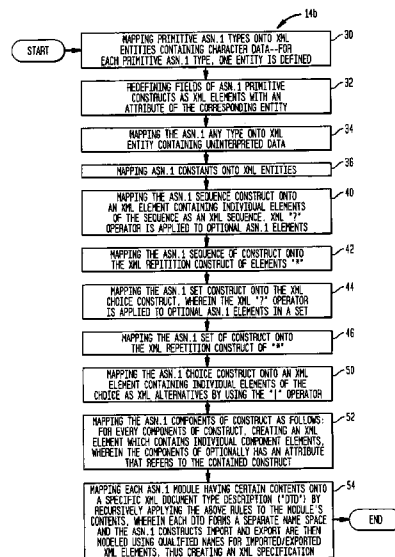 14b
START
MAPPING PRIMITIVE ASN.1 TYPES ONTO XML
ENTITIES CONTAINING CHARACTER DATA--FOR
EACH PRIMITIVE ASN.1 TYPE, ONE ENTITY IS DEFINED
30
REDEFINING FIELDS OF ASN.1 PRIMITIVE
CONSTRUCTS AS XML ELEMENTS WITH AN
ATTRIBUTE OF THE CORRESPONDING ENTITY
32
MAPPING THE ASN.1 ANY TYPE ONTO XML
ENTITY CONTAINING UNINTERPRETED DATA
34
MAPPING ASN.1 CONSTANTS ONTO XML ENTITIES
36
MAPPING THE ASN.1 SEQUENCE CONSTRUCT ONTO
AN XML ELEMENT CONTAINING INDIVIDUAL ELEMENTS
OF THE SEQUENCE AS AN XML SEQUENCE. XML "?"
OPERATOR IS APPLIED TO OPTIONAL ASN.1 ELEMENTS
40
MAPPING THE ASN.1 SEQUENCE OF CONSTRUCT ONTO
THE XML REPITITION CONSTRUCT OF ELEMENTS "*"
42
MAPPING THE ASN.1 SET CONSTRUCT ONTO THE XML
CHOICE CONSTRUCT, WHEREIN THE XML "?" OPERATOR
IS APPLIED TO OPTIONAL ASN.1 ELEMENTS IN A SET
44
MAPPING THE ASN.1 SET OF CONSTRUCT ONTO
THE XML REPETITION CONSTRUCT OF "*"
46
MAPPING THE ASN.1 CHOICE CONSTRUCT ONTO AN XML
ELEMENT CONTAINING INDIVIDUAL ELEMENTS OF THE
CHOICE AS XML ALTERNATIVES BY USING THE "|" OPERATOR
50
MAPPING THE ASN.1 COMPONENTS OF CONSTRUCT AS FOLLOWS:
FOR EVERY COMPONENTS OF CONSTRUCT, CREATING AN XML
ELEMENT WHICH CONTAINS INDIVIDUAL COMPONENT ELEMENTS,
WHEREIN THE COMPONENTS OF OPTIONALLY HAS AN ATTRIBUTE
THAT REFERS TO THE CONTAINED CONSTRUCT
52
MAPPING EACH ASN.1 MODULE HAVING CERTAIN CONTENTS ONTO
A SPECIFIC XML DOCUMENT TYPE DESCRIPTION ("DTD") BY
RECURSIVELY APPLYING THE ABOVE RULES TO THE MODULE'S
CONTENTS, WHEREIN EACH DTD FORMS A SEPARATE NAME SPACE
AND THE ASN.1 CONSTRUCTS IMPORT AND EXPORT ARE THEN
MODELED USING QUALIFIED NAMES FOR IMPORTED/EXPORTED
XML ELEMENTS, THUS CREATING AN XML SPECIFICATION
54
END